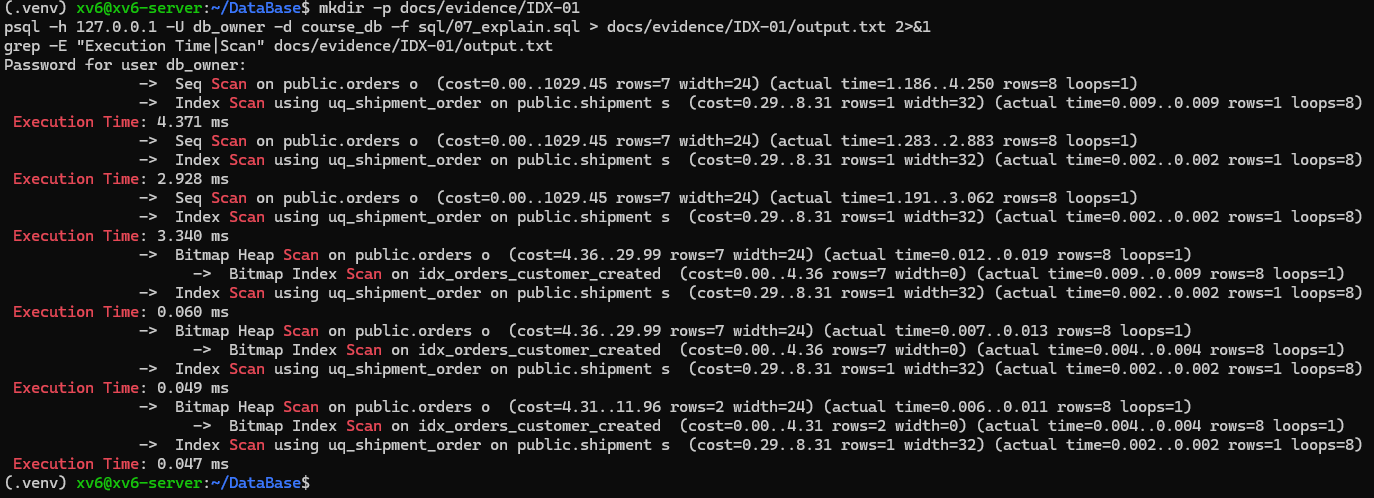 (.venv) xv6@xv6-server:~/DataBase$ mkdir -p docs/evidence/IDX-01
psql -h 127.0.0.1 -U db_owner -d course_db -f sql/07_explain.sql > docs/evidence/IDX-01/output.txt 2>&1
grep -E "Execution Time|Scan" docs/evidence/IDX-01/output.txt
Password for user db_owner:
-> Seq Scan on public.orders o (cost=0.00..1029.45 rows=7 width=24) (actual time=1.186..4.250 rows=8 loops=1)
-> Index Scan using uq_shipment_order on public.shipment s (cost=0.29..8.31 rows=1 width=32) (actual time=0.009..0.009 rows=1 loops=8)
Execution Time: 4.371 ms
-> Seq Scan on public.orders o (cost=0.00..1029.45 rows=7 width=24) (actual time=1.283..2.883 rows=8 loops=1)
-> Index Scan using uq_shipment_order on public.shipment s (cost=0.29..8.31 rows=1 width=32) (actual time=0.002..0.002 rows=1 loops=8)
Execution Time: 2.928 ms
-> Seq Scan on public.orders o (cost=0.00..1029.45 rows=7 width=24) (actual time=1.191..3.062 rows=8 loops=1)
-> Index Scan using uq_shipment_order on public.shipment s (cost=0.29..8.31 rows=1 width=32) (actual time=0.002..0.002 rows=1 loops=8)
Execution Time: 3.340 ms
-> Bitmap Heap Scan on public.orders o (cost=4.36..29.99 rows=7 width=24) (actual time=0.012..0.019 rows=8 loops=1)
-> Bitmap Index Scan on idx_orders_customer_created (cost=0.00..4.36 rows=7 width=0) (actual time=0.009..0.009 rows=8 loops=1)
-> Index Scan using uq_shipment_order on public.shipment s (cost=0.29..8.31 rows=1 width=32) (actual time=0.002..0.002 rows=1 loops=8)
Execution Time: 0.060 ms
-> Bitmap Heap Scan on public.orders o (cost=4.36..29.99 rows=7 width=24) (actual time=0.007..0.013 rows=8 loops=1)
-> Bitmap Index Scan on idx_orders_customer_created (cost=0.00..4.36 rows=7 width=0) (actual time=0.004..0.004 rows=8 loops=1)
-> Index Scan using uq_shipment_order on public.shipment s (cost=0.29..8.31 rows=1 width=32) (actual time=0.002..0.002 rows=1 loops=8)
Execution Time: 0.049 ms
-> Bitmap Heap Scan on public.orders o (cost=4.31..11.96 rows=2 width=24) (actual time=0.006..0.011 rows=8 loops=1)
-> Bitmap Index Scan on idx_orders_customer_created (cost=0.00..4.31 rows=2 width=0) (actual time=0.004..0.004 rows=8 loops=1)
-> Index Scan using uq_shipment_order on public.shipment s (cost=0.29..8.31 rows=1 width=32) (actual time=0.002..0.002 rows=1 loops=8)
Execution Time: 0.047 ms
(.venv) xv6@xv6-server:~/DataBase$